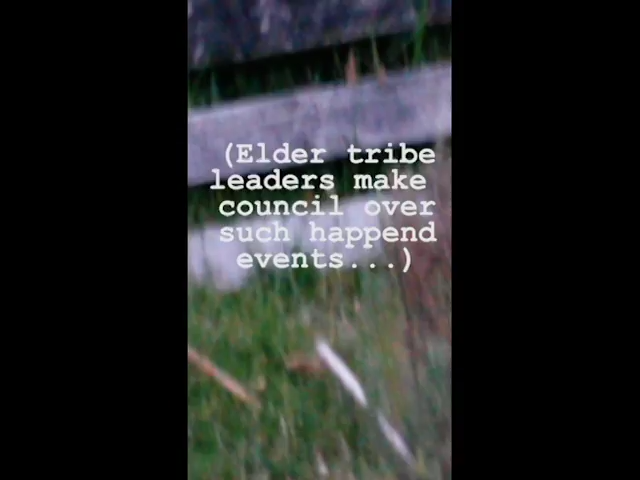 (Elder tribe
leaders make
council over
such happend
events...)